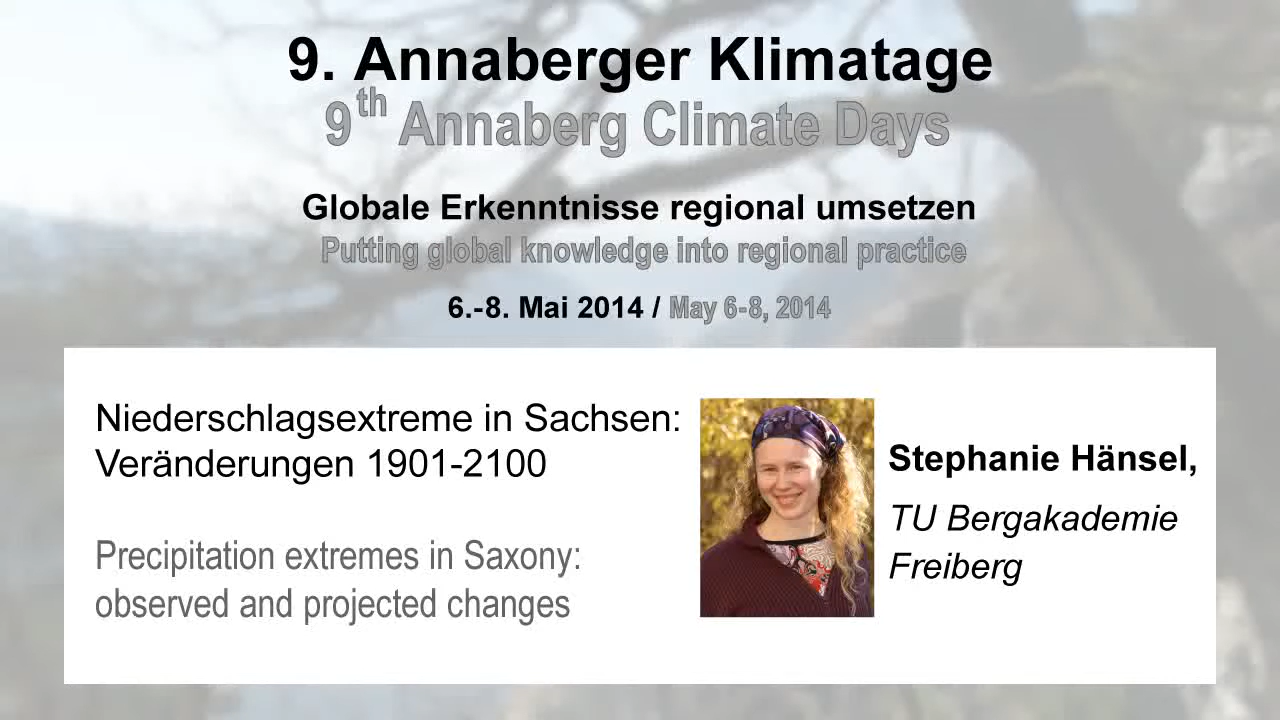 9. Annaberger Klimatage
9th Annaberg Climate Days
Globale Erkenntnisse regional umsetzen
Putting global knowledge into regional practice
6.-8. Mai 2014 / May 6-8, 2014
Niederschlagsextreme in Sachsen:
Veränderungen 1901-2100
Precipitation extremes in Saxony:
observed and projected changes
Stephanie Hänsel,
TU Bergakademie
Freiberg